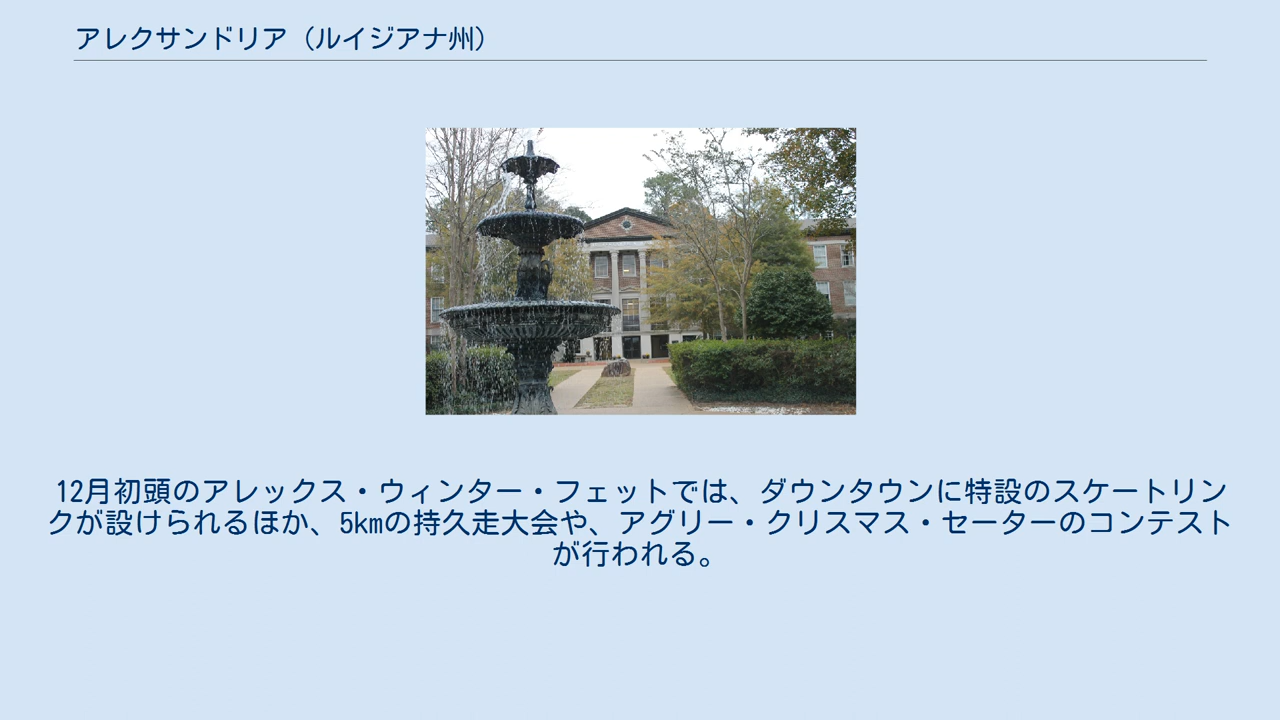 アレクサンドリア（ルイジアナ州）
12月初頭のアレックス・ウィンター・フェットでは、ダウンタウンに特設のスケートリン
クが設けられるほか、5kmの持久走大会や、アグリー・クリスマス・セーターのコンテスト
が行われる。